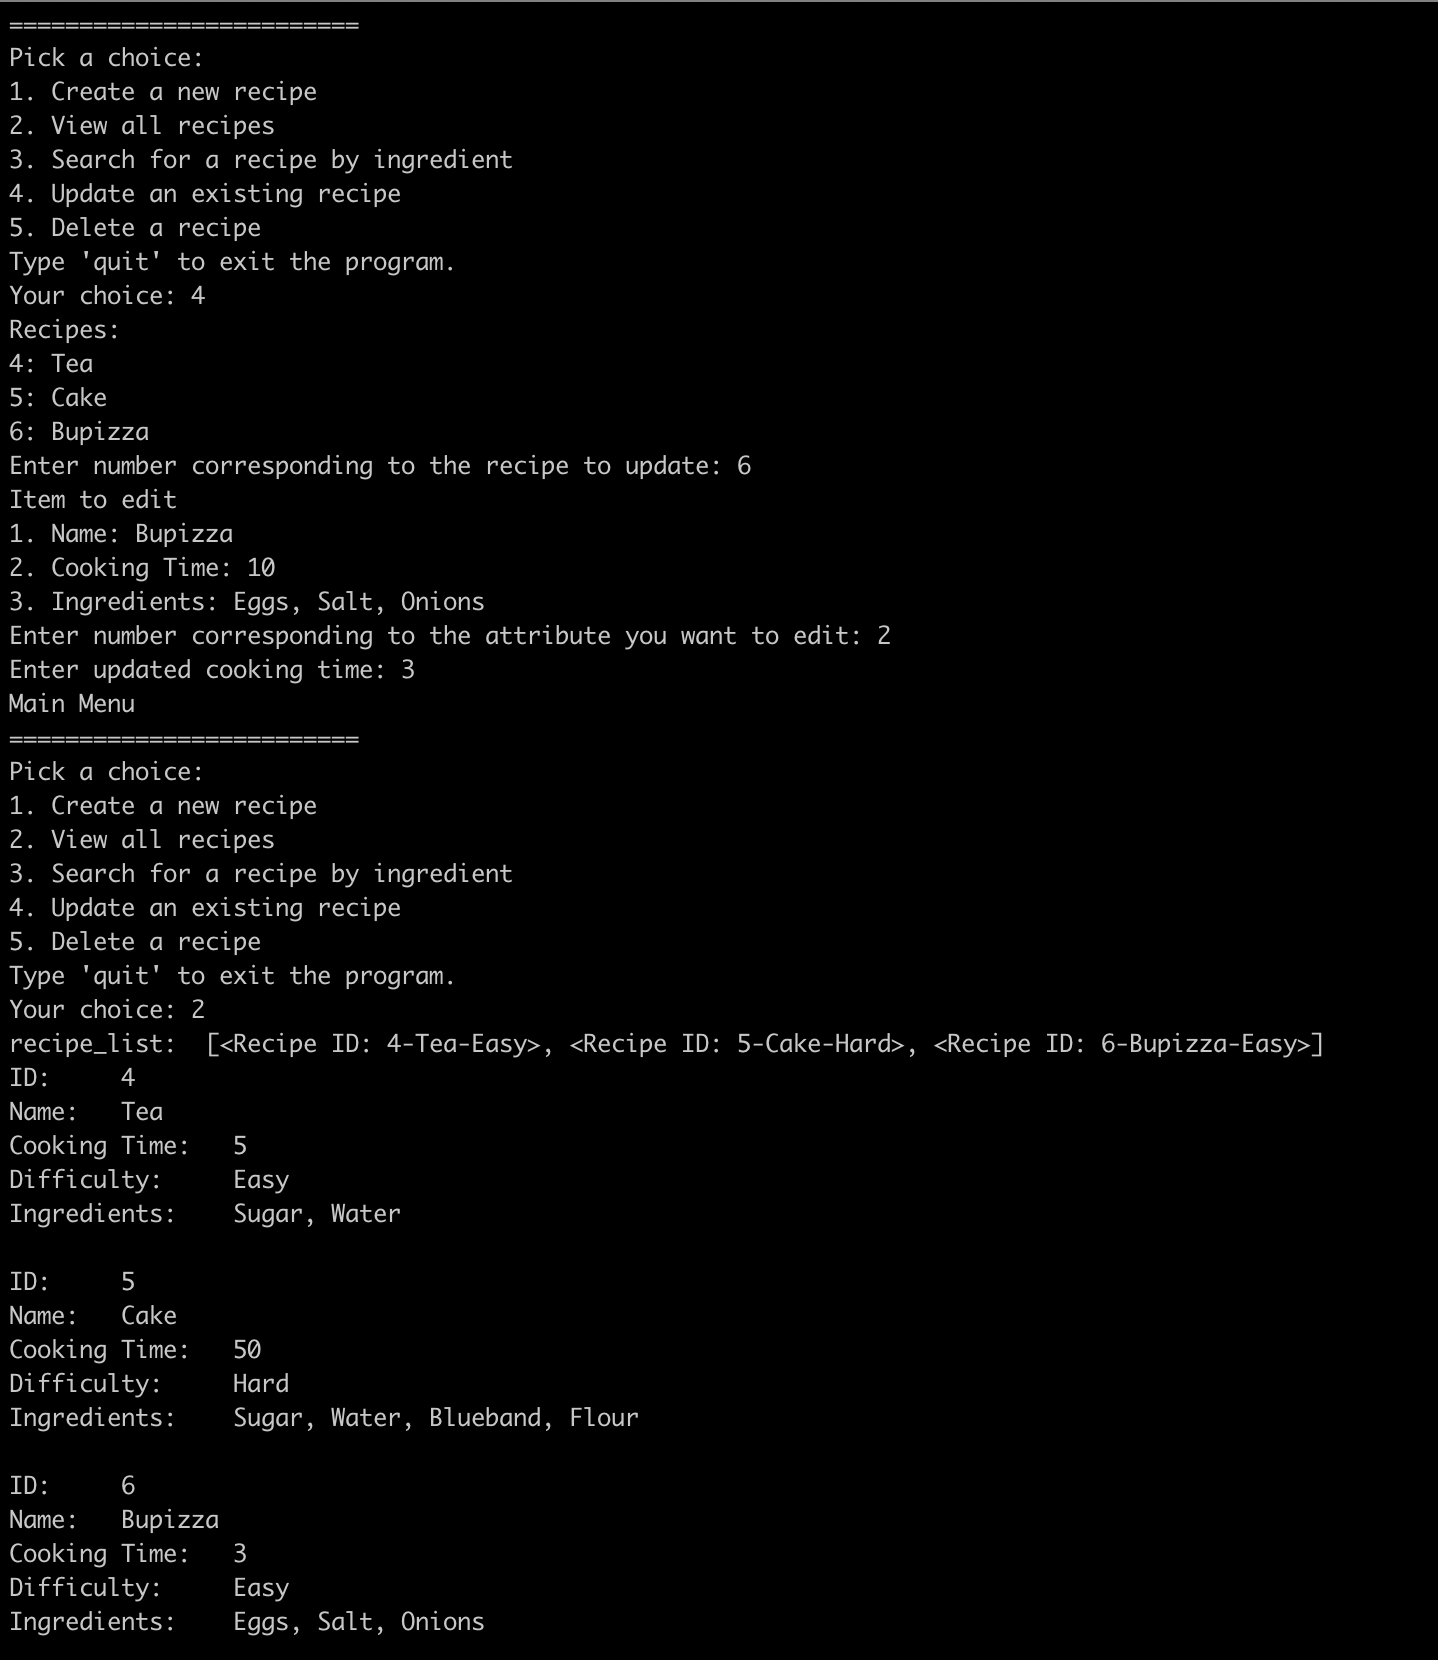 =========================
Pick a choice:
1. Create a new recipe
2. View all recipes
3. Search for a recipe by ingredient
4. Update an existing recipe
5. Delete a recipe
Type 'quit' to exit the program.
Your choice: 4
Recipes:
4: Tea
5: Cake
6: Bupizza
Enter number corresponding to the recipe to update: 6
Item to edit
1. Name: Bupizza
2. Cooking Time: 10
3. Ingredients: Eggs, Salt, Onions
Enter number corresponding to the attribute you want to edit: 2
Enter updated cooking time: 3
Main Menu
=========================
Pick a choice:
1. Create a new recipe
2. View all recipes
3. Search for a recipe by ingredient
4. Update an existing recipe
5. Delete a recipe
Type 'quit' to exit the program.
Your choice: 2
recipe_list:  [<Recipe ID: 4-Tea-Easy>, <Recipe ID: 5-Cake-Hard>, <Recipe ID: 6-Bupizza-Easy>]
ID:     4
Name:   Tea
Cooking Time:   5
Difficulty:     Easy
Ingredients:    Sugar, Water

ID:     5
Name:   Cake
Cooking Time:   50
Difficulty:     Hard
Ingredients:    Sugar, Water, Blueband, Flour

ID:     6
Name:   Bupizza
Cooking Time:   3
Difficulty:     Easy
Ingredients:    Eggs, Salt, Onions